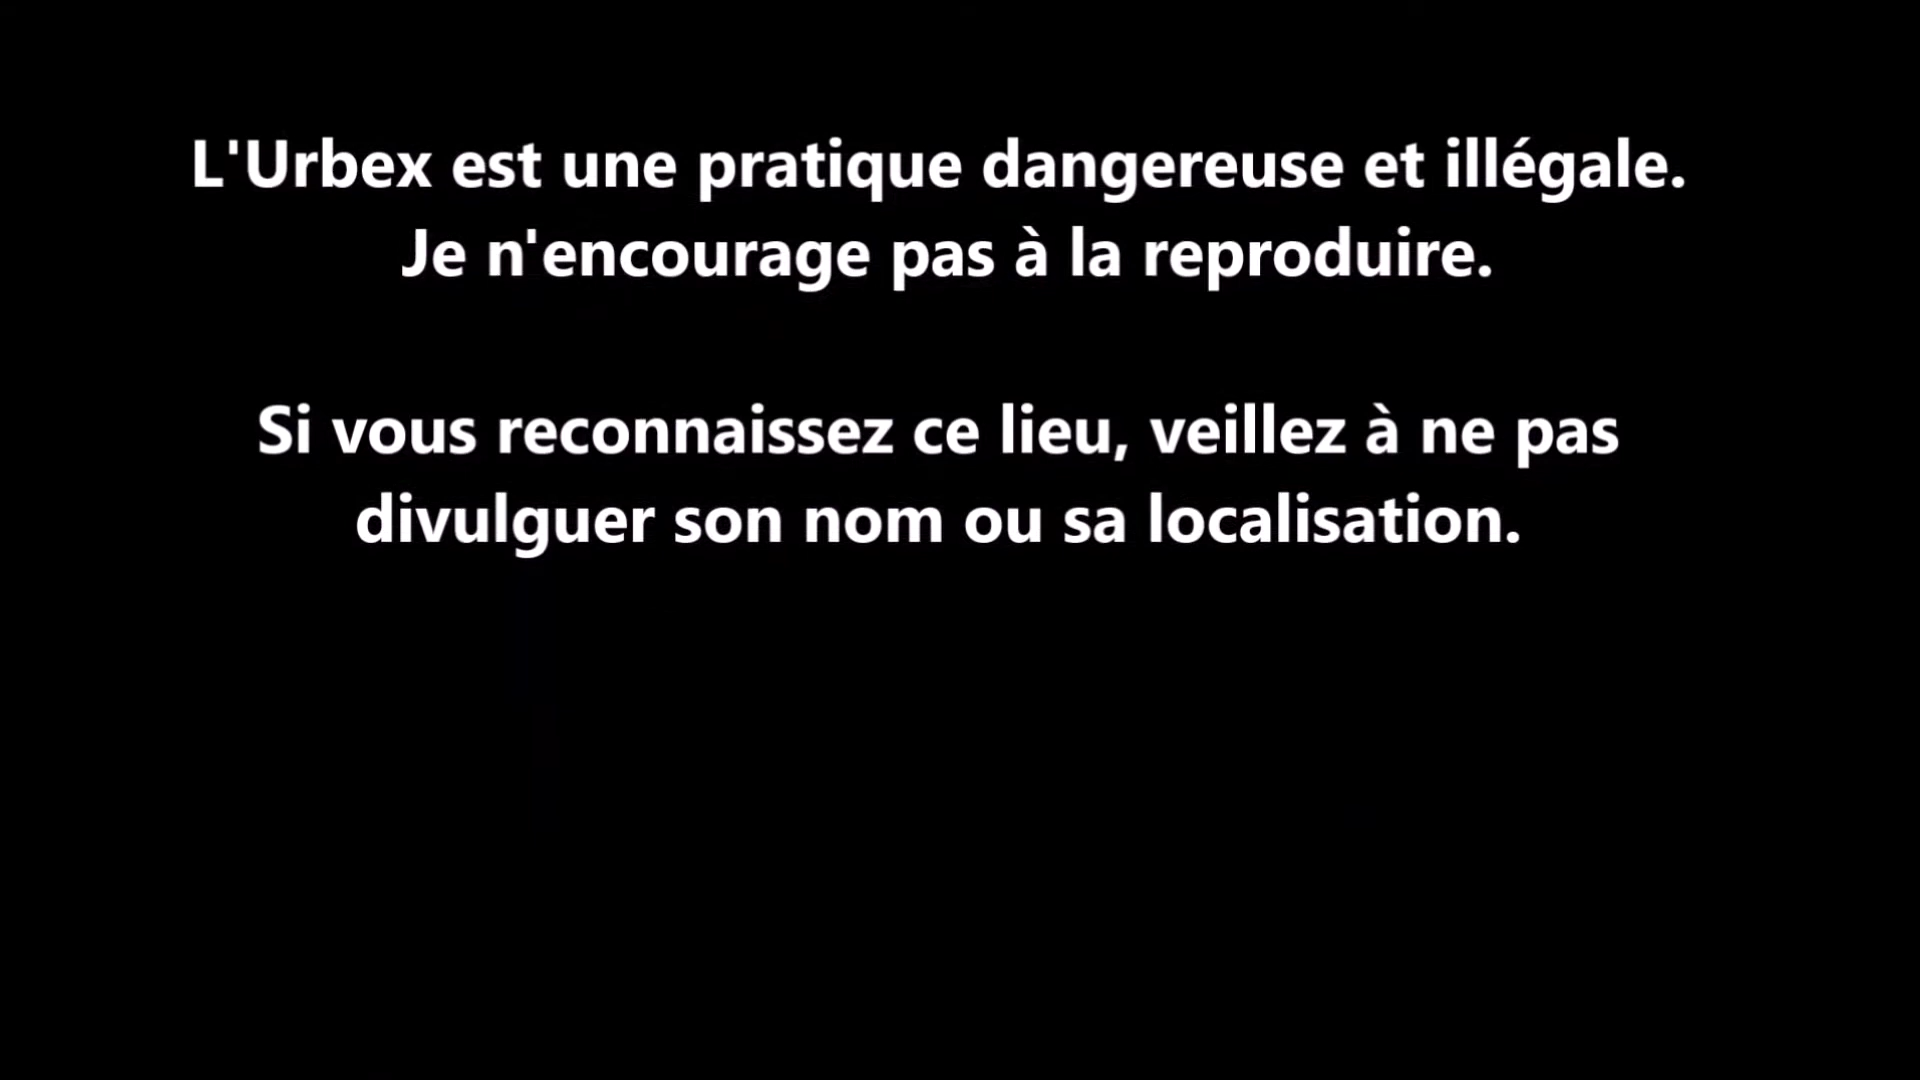 L'Urbex est une pratique dangereuse et illégale.
Je n'encourage pas à la reproduire.
Si vous reconnaissez ce lieu, veillez à ne pas
divulguer son nom ou sa localisation.